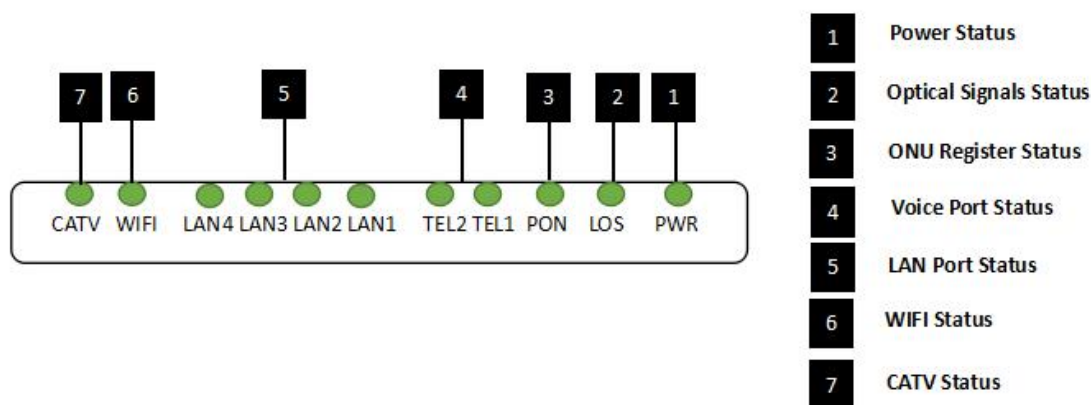 7 6 5 4 3 2 1
CATV WIFI LAN4 LAN3 LAN2 LAN1 TEL2 TEL1 PON LOS PWR
1 Power Status
2 Optical Signals Status
3 ONU Register Status
4 Voice Port Status
5 LAN Port Status
6 WIFI Status
7 CATV Status